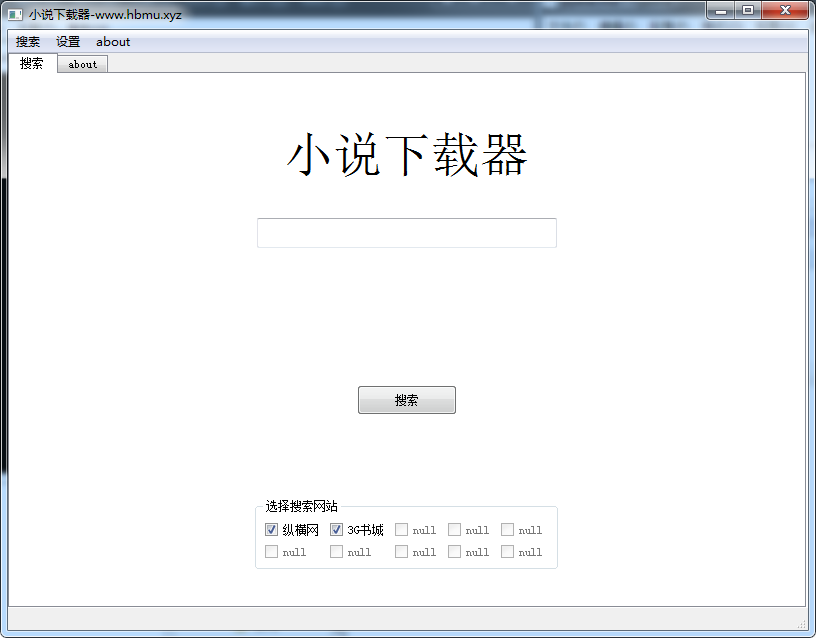 小说下载器-www.hbmu.xyz
搜索 设置 about
搜索 about
小说下载器
搜索
选择搜索网站
纵横网 3G书城 null null null
null null null null null